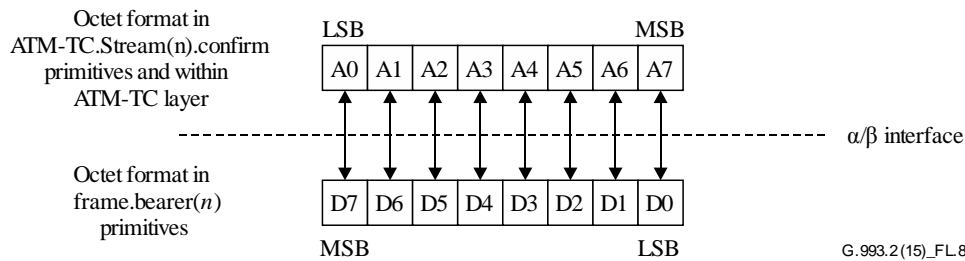 Octet format in
ATM-TC.Stream(n).confirm
primitives and within
ATM-TC layer
LSB MSB
A0 A1 A2 A3 A4 A5 A6 A7
α/β interface
Octet format in
frame.bearer(n)
primitives
D7 D6 D5 D4 D3 D2 D1 D0
MSB LSB
G.993.2(15)_FL.8